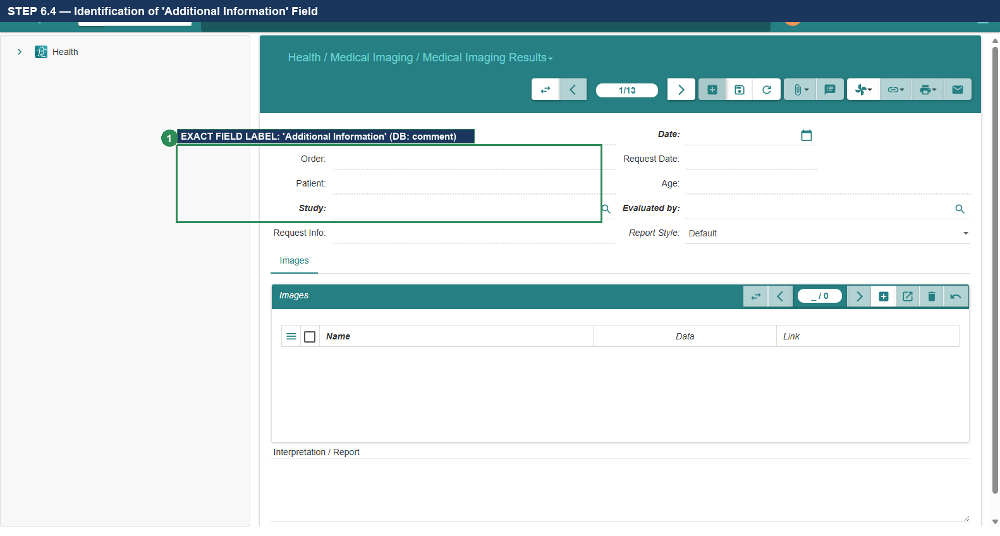 STEP 6.4 — Identification of 'Additional Information' Field
Health
Health / Medical Imaging / Medical Imaging Results
1/13
1
EXACT FIELD LABEL: 'Additional Information' (DB: comment)
Date:
Order:
Request Date:
Patient:
Age:
Study:
Evaluated by:
Request Info:
Report Style: Default
Images
Images
_ / 0
Name Data Link
Interpretation / Report